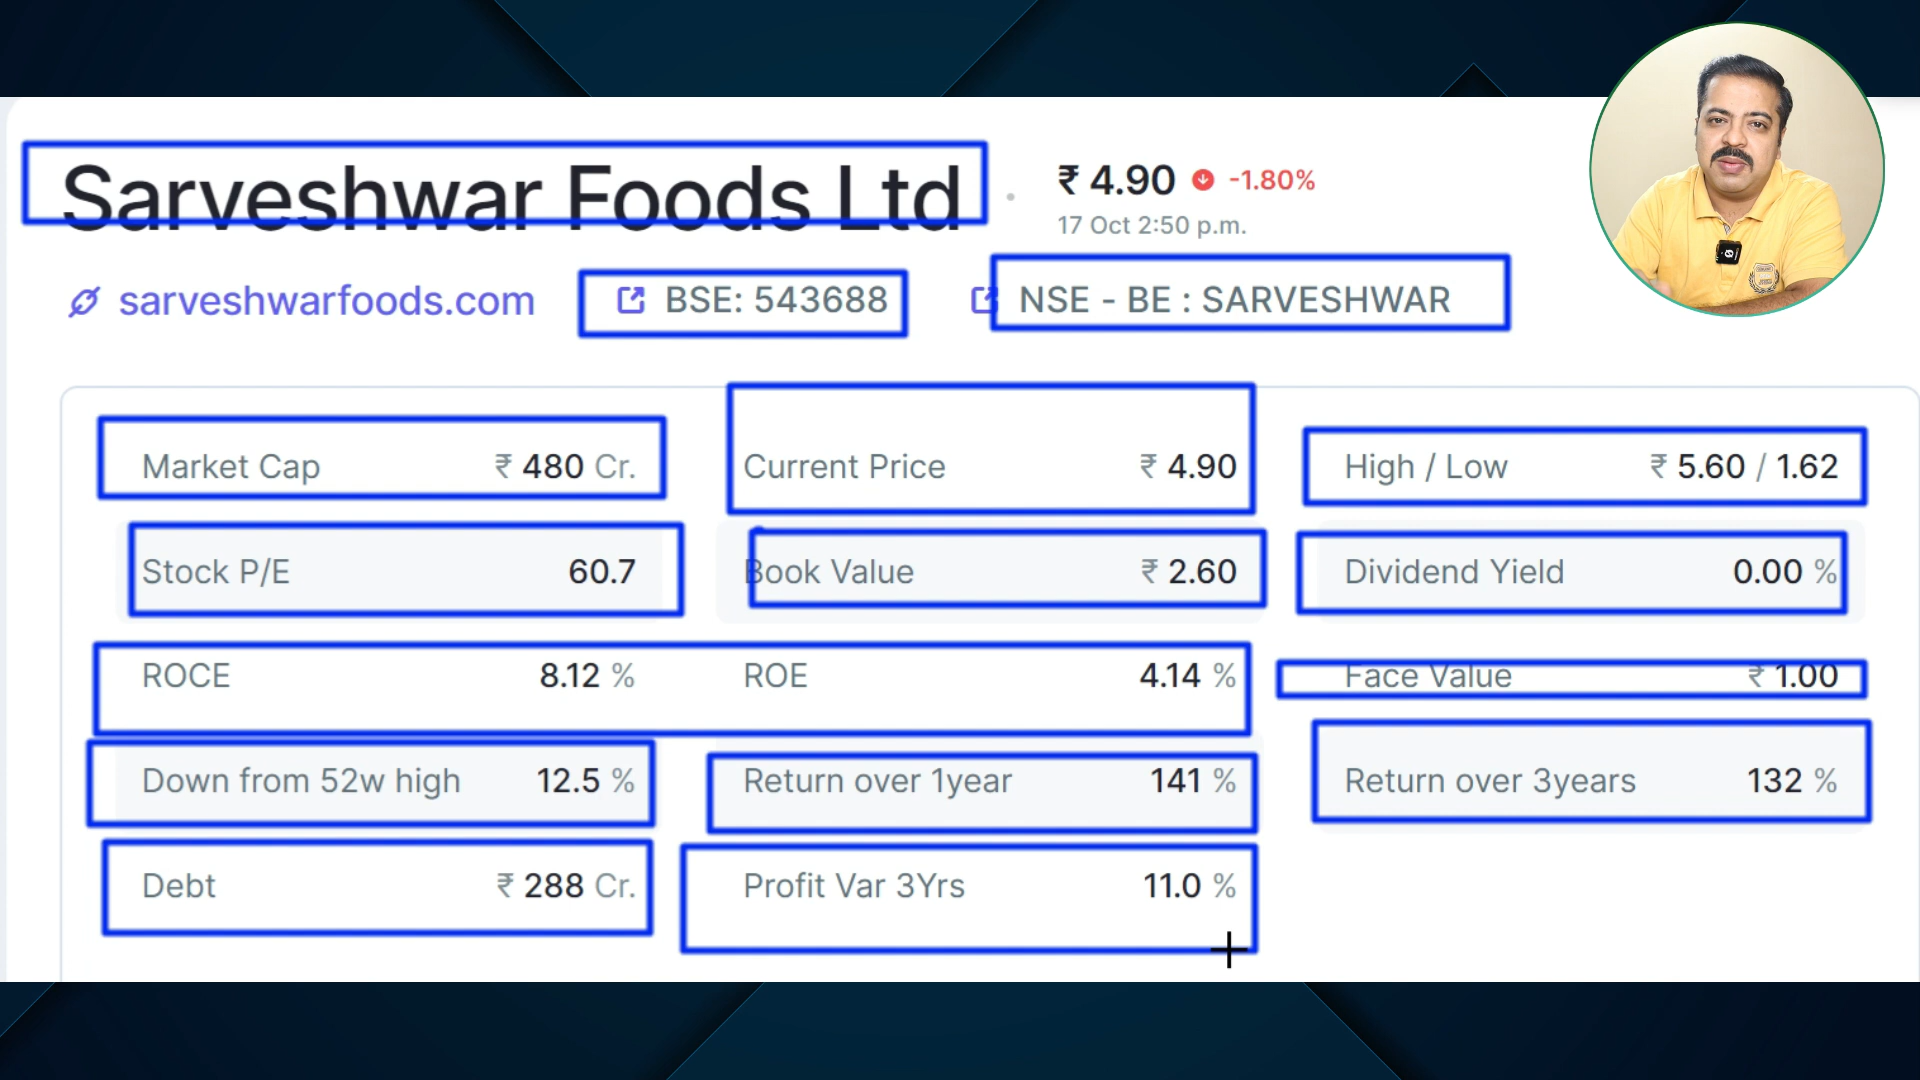 Sarveshwar Foods Ltd
₹ 4.90 -1.80%
17 Oct 2:50 p.m.
sarveshwarfoods.com BSE: 543688 NSE - BE : SARVESHWAR
Market Cap ₹ 480 Cr. Current Price ₹ 4.90 High / Low ₹ 5.60 / 1.62
Stock P/E 60.7 Book Value ₹ 2.60 Dividend Yield 0.00 %
ROCE 8.12 % ROE 4.14 % Face Value ₹ 1.00
Down from 52w high 12.5 % Return over 1year 141 % Return over 3years 132 %
Debt ₹ 288 Cr. Profit Var 3Yrs 11.0 %